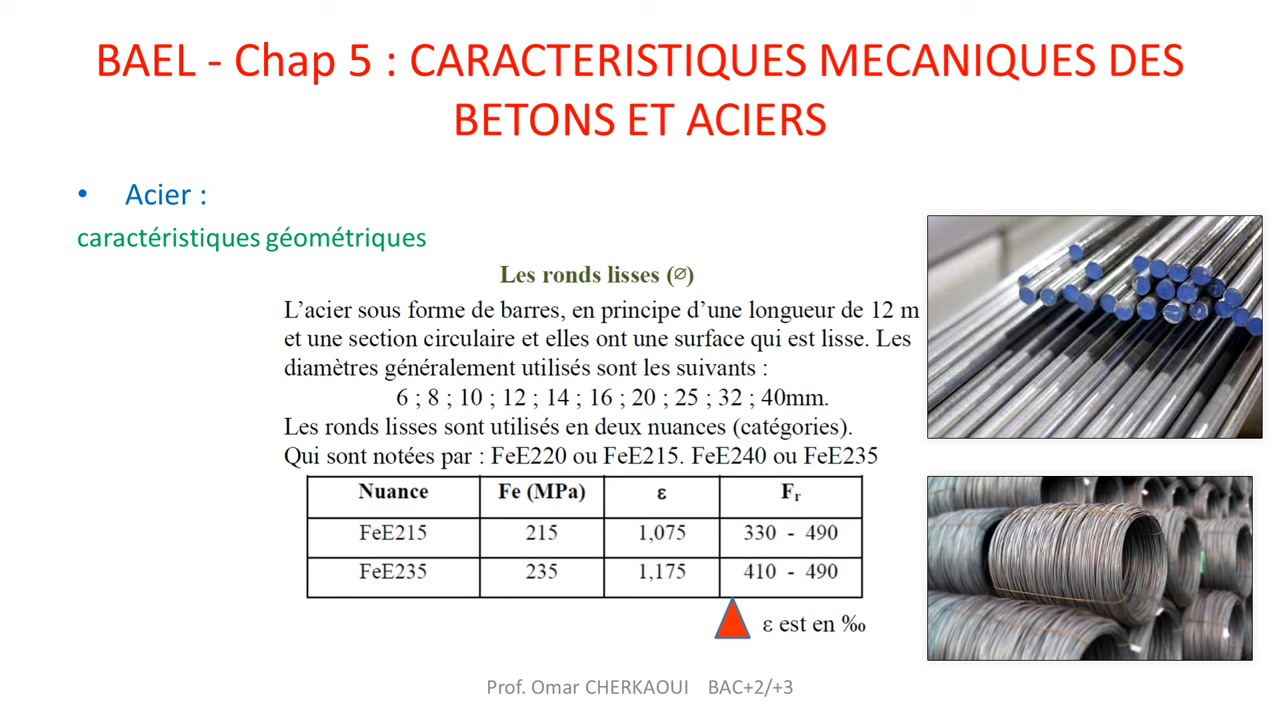 BAEL - Chap 5 : CARACTERISTIQUES MECANIQUES DES
BETONS ET ACIERS
• Acier :
caractéristiques géométriques
Les ronds lisses (∅)
L’acier sous forme de barres, en principe d’une longueur de 12 m
et une section circulaire et elles ont une surface qui est lisse. Les
diamètres généralement utilisés sont les suivants :
6 ; 8 ; 10 ; 12 ; 14 ; 16 ; 20 ; 25 ; 32 ; 40mm.
Les ronds lisses sont utilisés en deux nuances (catégories).
Qui sont notées par : FeE220 ou FeE215. FeE240 ou FeE235
Nuance Fe (MPa) ε Fr
FeE215 215 1,075 330 - 490
FeE235 235 1,175 410 - 490
ε est en ‰
Prof. Omar CHERKAOUI BAC+2/+3